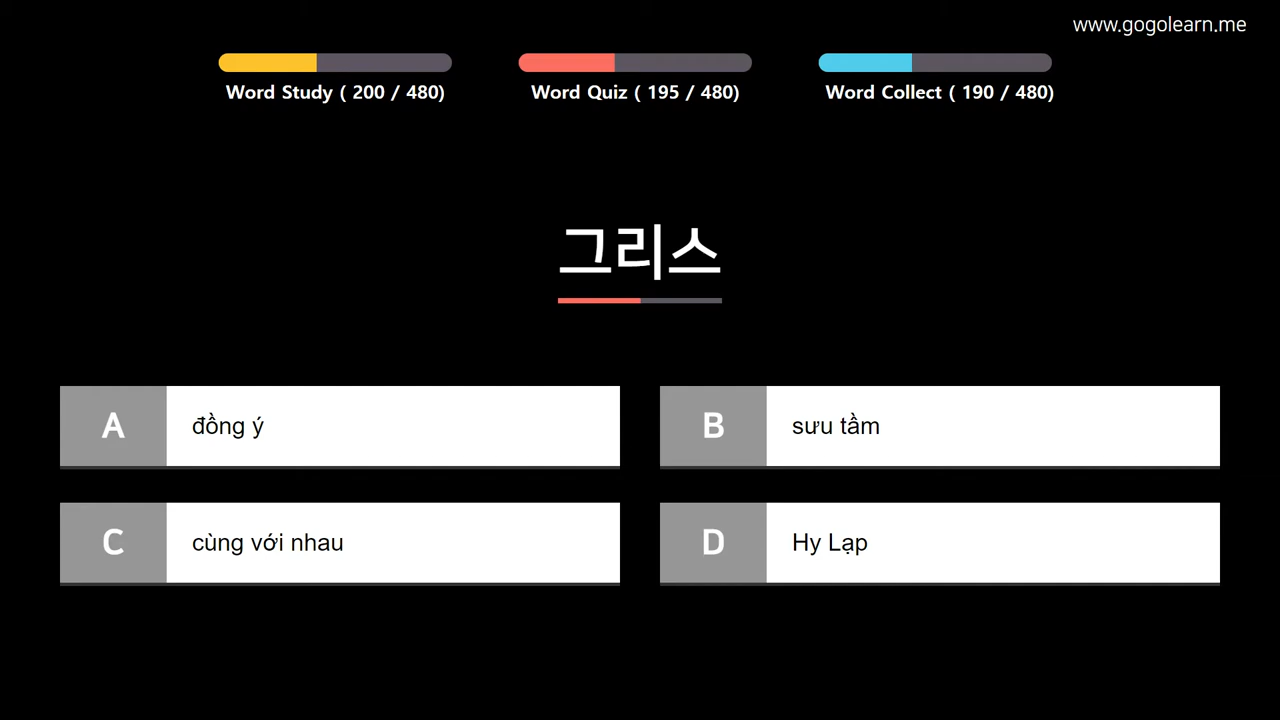 www.gogolearn.me
Word Study ( 200 / 480)
Word Quiz ( 195 / 480)
Word Collect ( 190 / 480)
그리스
A
đồng ý
B
sưu tầm
C
cùng với nhau
D
Hy Lạp